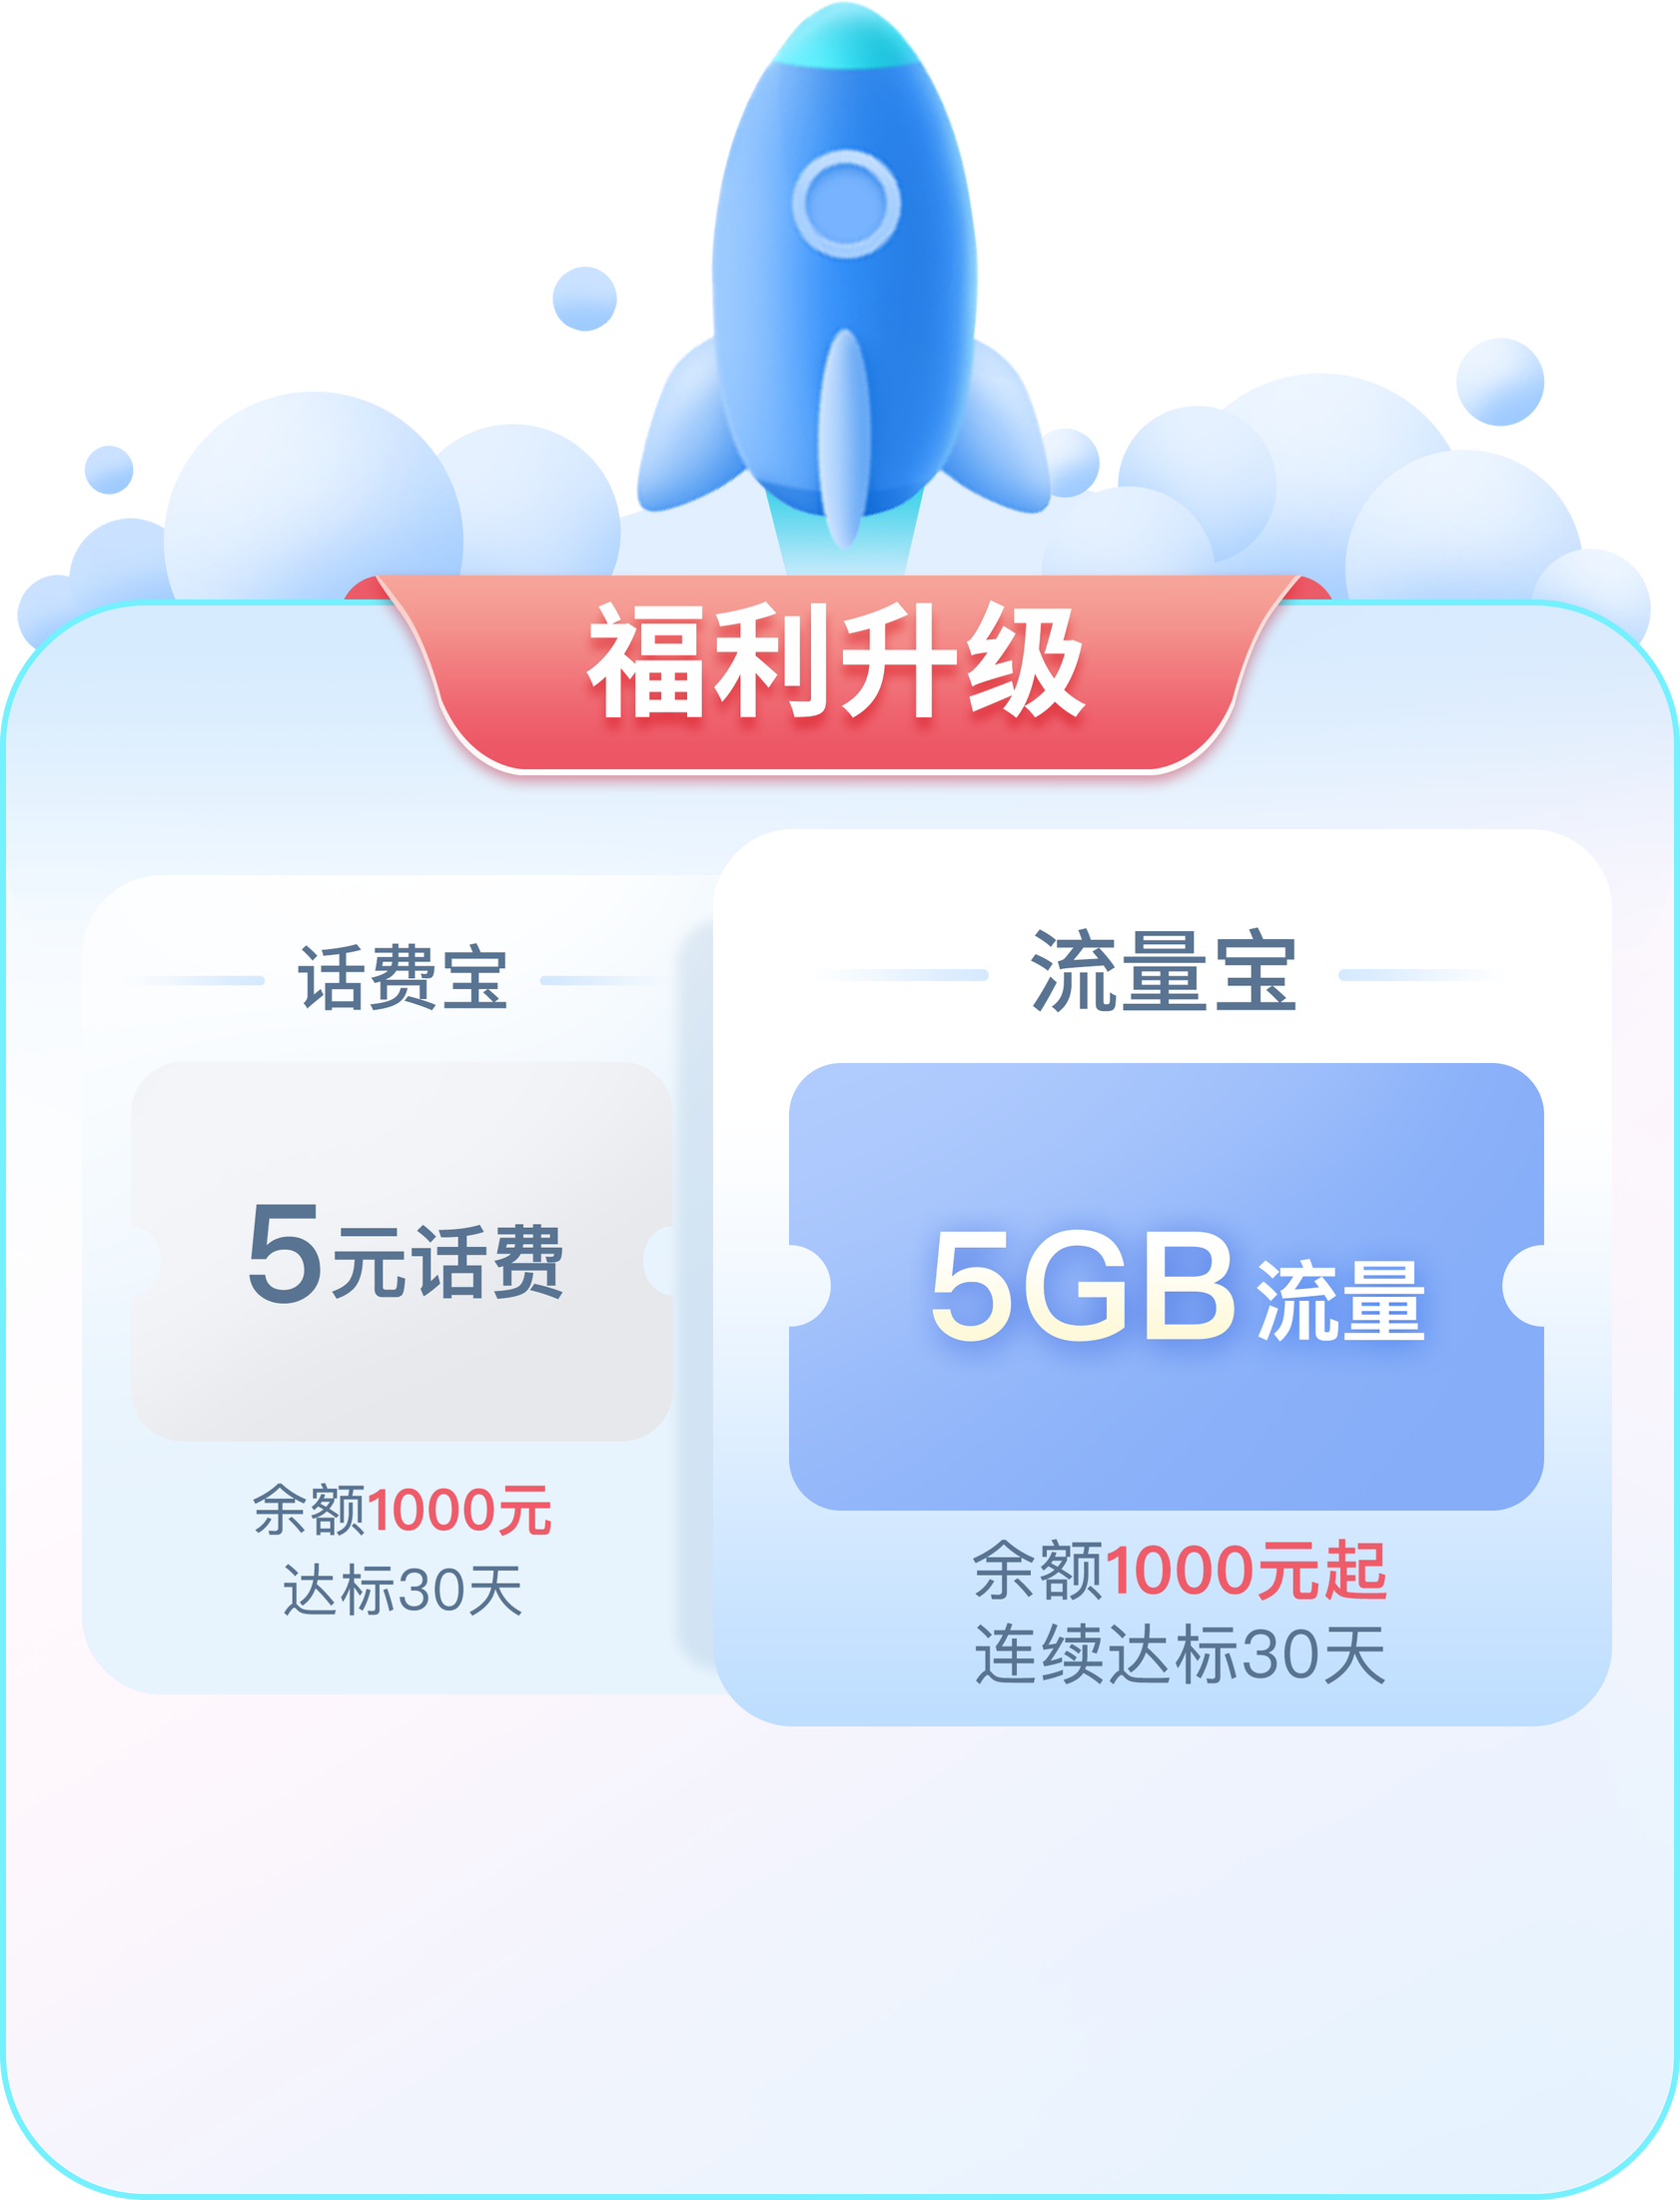 福利升级
话费宝
5元话费
余额1000元
达标30天
流量宝
5GB流量
余额1000元起
连续达标30天